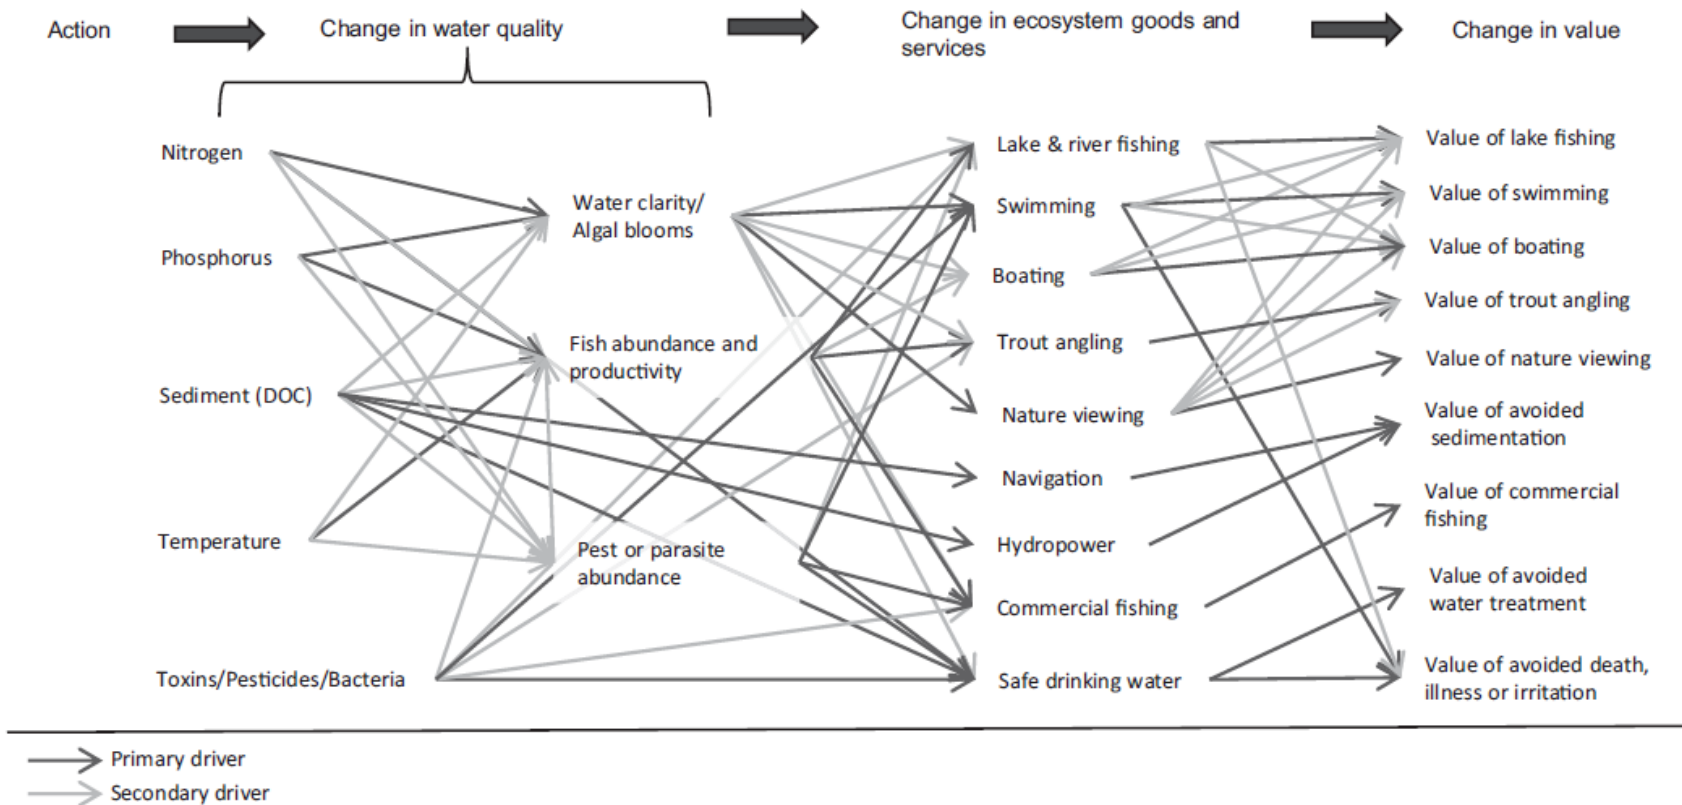 Action
Change in water quality
Change in ecosystem goods and
services
Change in value
Nitrogen
Phosphorus
Sediment (DOC)
Temperature
Toxins/Pesticides/Bacteria
Water clarity/
Algal blooms
Fish abundance and
productivity
Pest or parasite
abundance
Lake & river fishing
Swimming
Boating
Trout angling
Nature viewing
Navigation
Hydropower
Commercial fishing
Safe drinking water
Value of lake fishing
Value of swimming
Value of boating
Value of trout angling
Value of nature viewing
Value of avoided
sedimentation
Value of commercial
fishing
Value of avoided
water treatment
Value of avoided death,
illness or irritation
Primary driver
Secondary driver